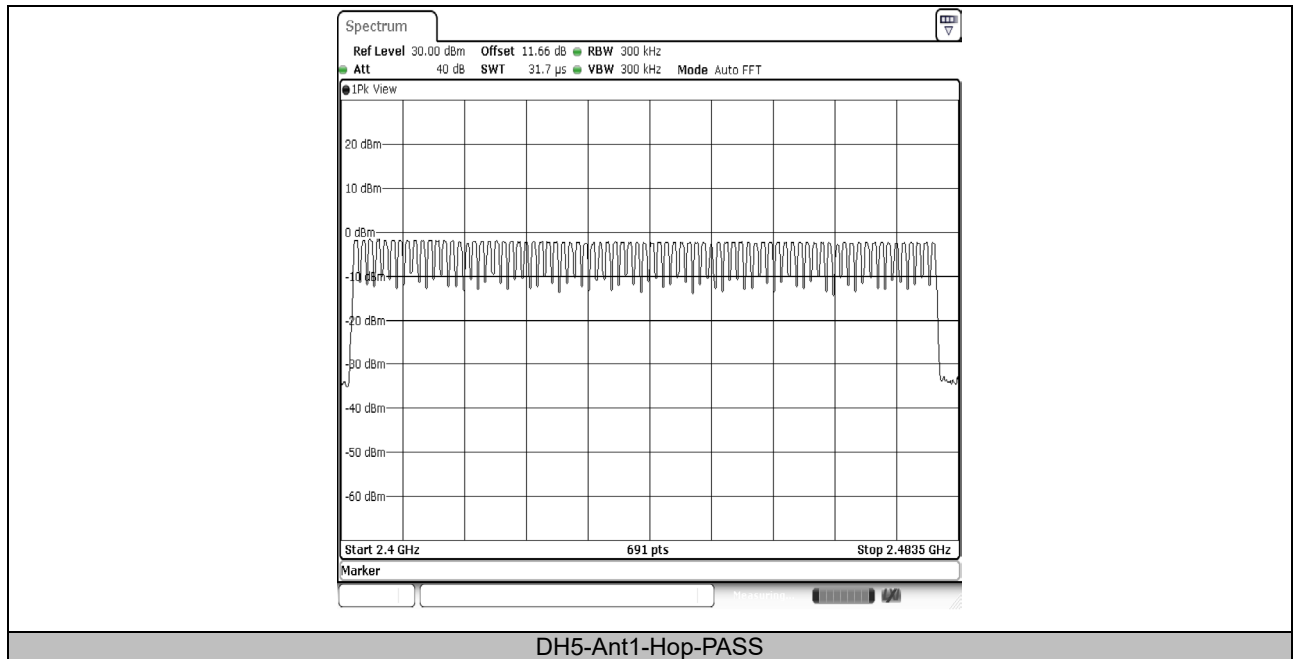 Spectrum
Ref Level 30.00 dBm Offset 11.66 dB RBW 300 kHz
Att 40 dB SWT 31.7 µs VBW 300 kHz Mode Auto FFT
1Pk View
20 dBm
10 dBm
0 dBm
-10 dBm
-20 dBm
-30 dBm
-40 dBm
-50 dBm
-60 dBm
Start 2.4 GHz 691 pts Stop 2.4835 GHz
Marker
Measuring...
DH5-Ant1-Hop-PASS